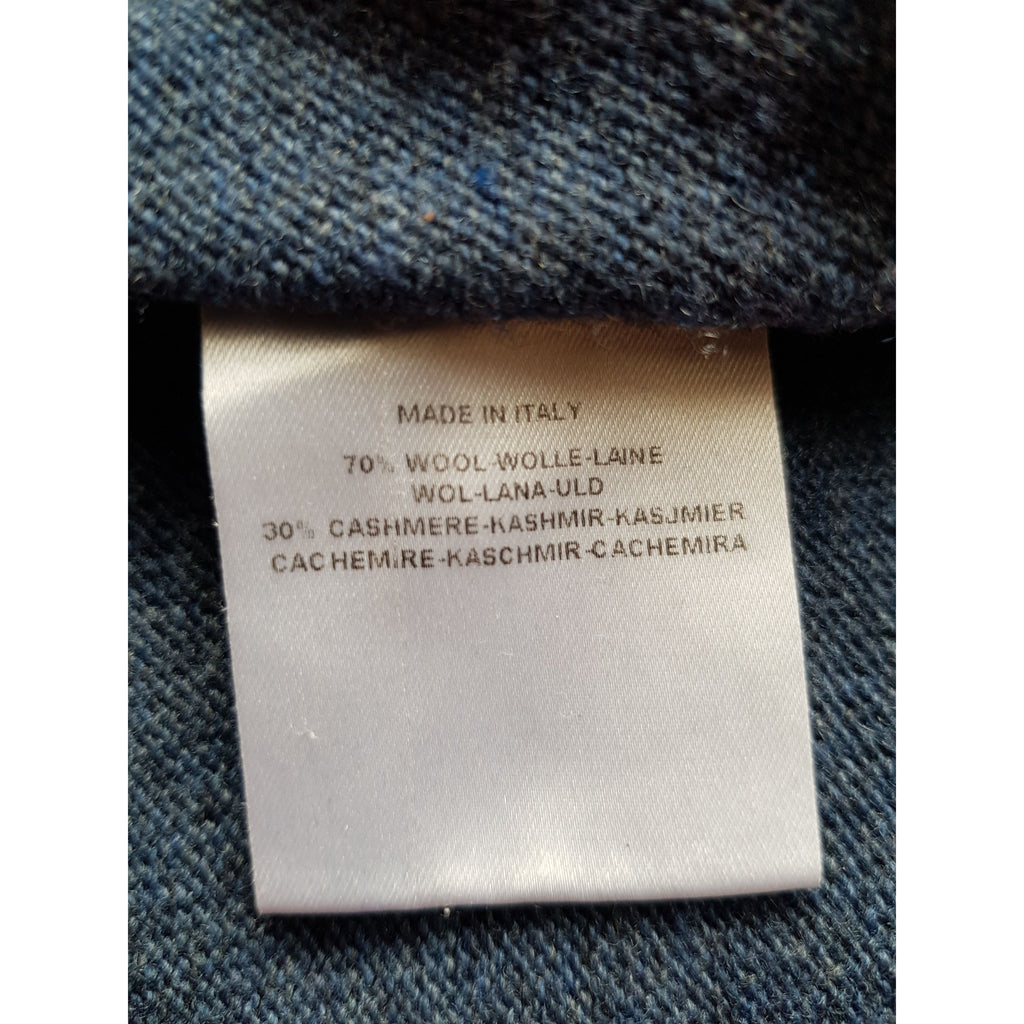 MADE IN ITALY
70% WOOL-WOLLE-LAINE
WOL-LANA-ULD
30% CASHMERE-KASHMIR-KASJMIER
CACHEMIRE-KASCHMIR-CACHEMIRA